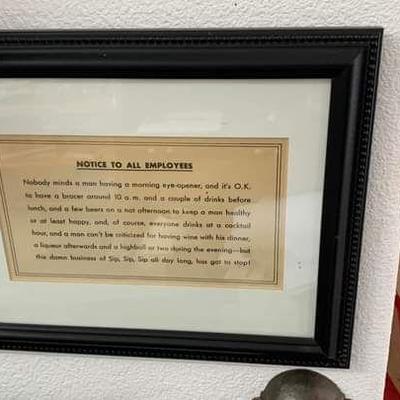 NOTICE TO ALL EMPLOYEES
Nobody minds a man having a morning eye-opener, and it's O.K.
to have a bracer around 10 a.m. and a couple of drinks before
lunch, and a few beers on a hot afternoon to keep a man healthy
or at least happy, and, of course, everyone drinks at a cocktail
hour, and a man can't be criticized for having wine with his dinner,
a liqueur afterwards and a highball or two during the evening—but
this damn business of Sip, Sip, Sip all day long, has got to stop!